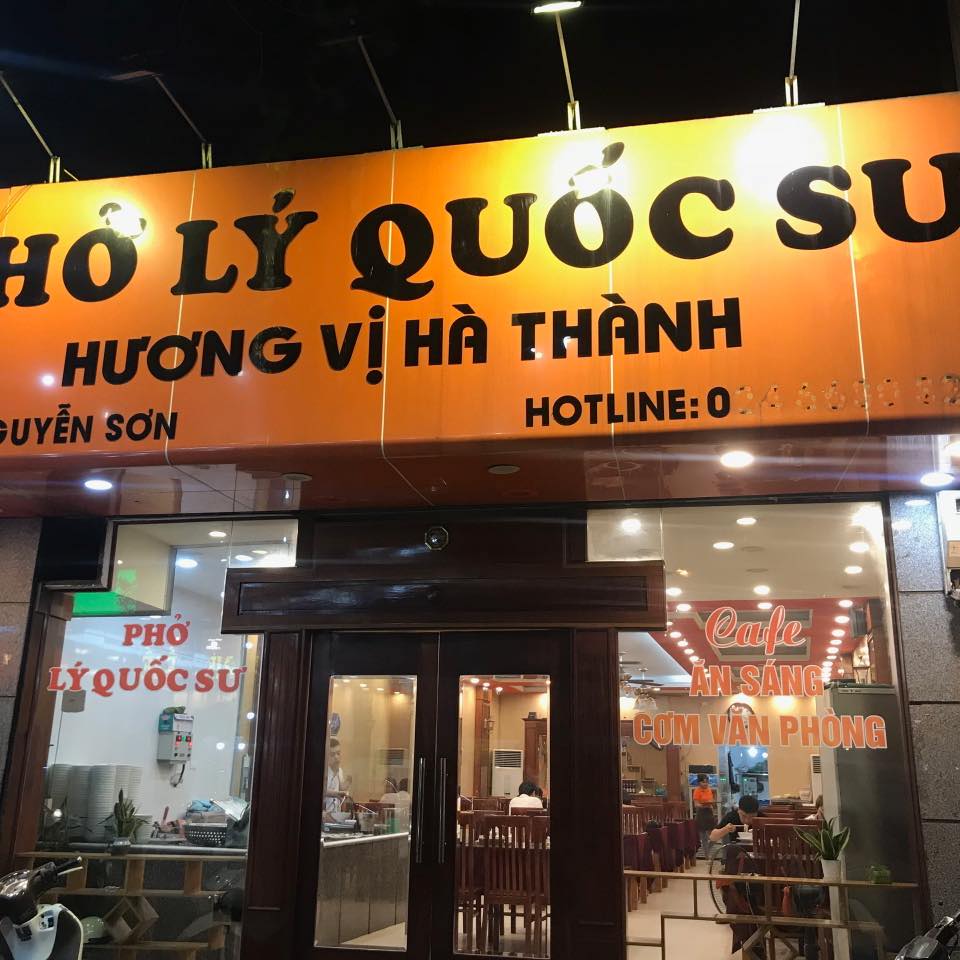 HỞ LÝ QUỐC SƯ
HƯƠNG VỊ HÀ THÀNH
GUYỄN SƠN
HOTLINE: 0
PHỞ
LÝ QUỐC SƯ
Cafe
ĂN SÁNG
CƠM VĂN PHÒNG